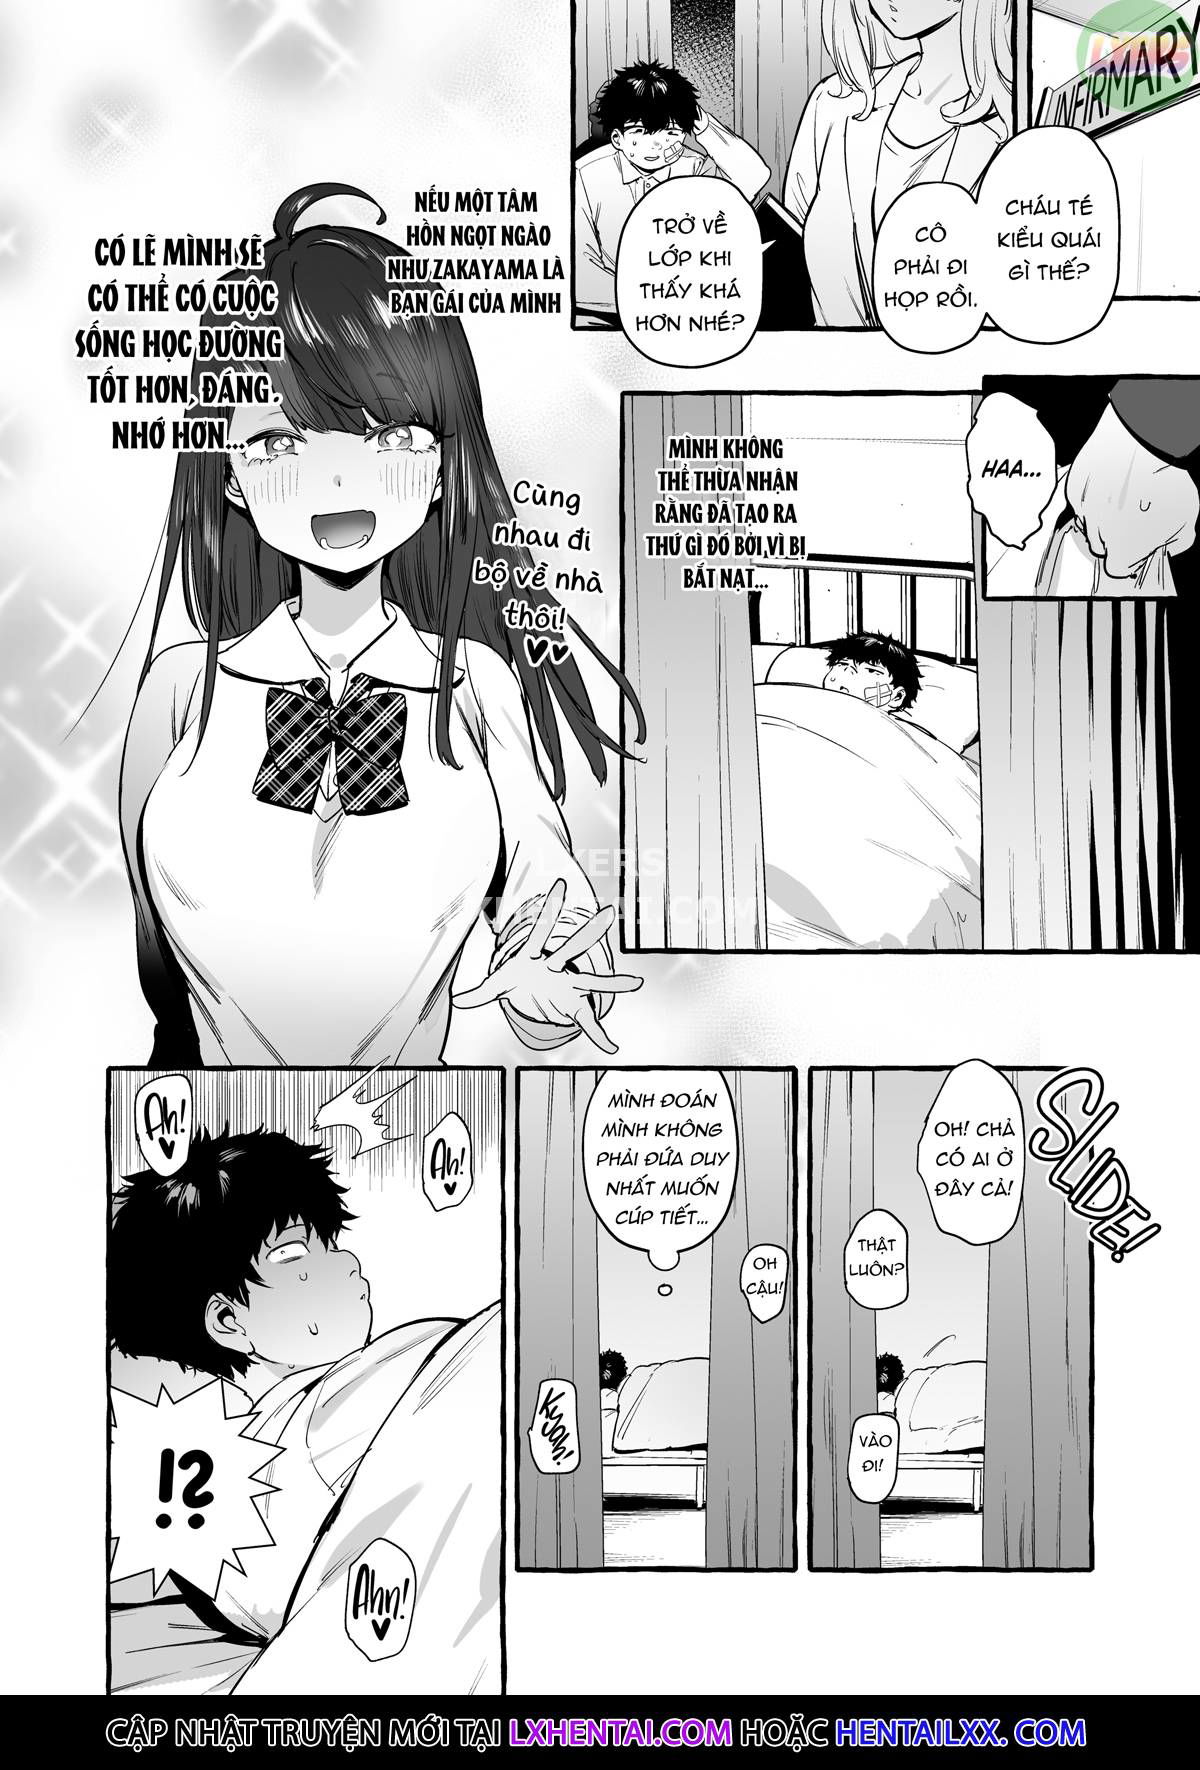 INFIRMARY
CHÁU TÉ
KIỂU QUÁI
GÌ THẾ?
CÔ
PHẢI ĐI
HỌP RỒI.
TRỞ VỀ
LỚP KHI
THẤY KHÁ
HƠN NHÉ?
HAA...
MÌNH KHÔNG
THỂ THỪA NHẬN
RẰNG ĐÃ TẠO RA
THỨ GÌ ĐÓ BỞI VÌ BỊ
BẮT NẠT...
NẾU MỘT TÂM
HỒN NGỌT NGÀO
NHƯ ZAKAYAMA LÀ
BẠN GÁI CỦA MÌNH
CÓ LẼ MÌNH SẼ
CÓ THỂ CÓ CUỘC
SỐNG HỌC ĐƯỜNG
TỐT HƠN, ĐÁNG
NHỚ HƠN...
Cùng
nhau đi
bộ về nhà
thôi!
LXERS
XHENTAI.COM
SLIDE!
OH! CHẢ
CÓ AI Ở
ĐÂY CẢ!
THẬT
LUÔN?
VÀO
ĐI!
MÌNH ĐOÁN
MÌNH KHÔNG
PHẢI ĐỨA DUY
NHẤT MUỐN
CÚP TIẾT...
OH
CẬU!
Kyah!
Ah!
Ah!
!?
Ahn!
CẬP NHẬT TRUYỆN MỚI TẠI LXHENTAI.COM HOẶC HENTAILXX. COM